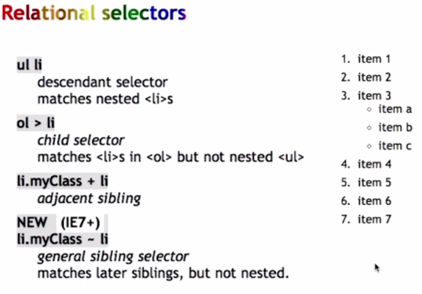 Relational selectors
ul li
descendant selector
matches nested <li>s
ol > li
child selector
matches <li>s in <ol> but not nested <ul>
li.myClass + li
adjacent sibling
NEW (IE7+)
li.myClass ~ li
general sibling selector
matches later siblings, but not nested.
1. item 1
2. item 2
3. item 3
◦ item a
◦ item b
◦ item c
4. item 4
5. item 5
6. item 6
7. item 7